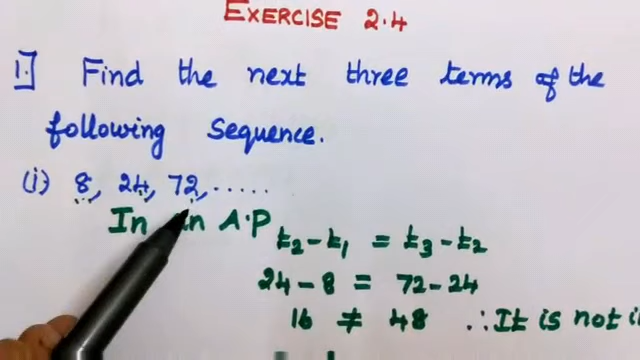 EXERCISE 2.4
1.] Find the next three terms of the
following sequence.
(i) 8, 24, 72, .....
In an A.P
t₂ - t₁ = t₃ - t₂
24 - 8 = 72 - 24
16 ≠ 48 ∴ It is not